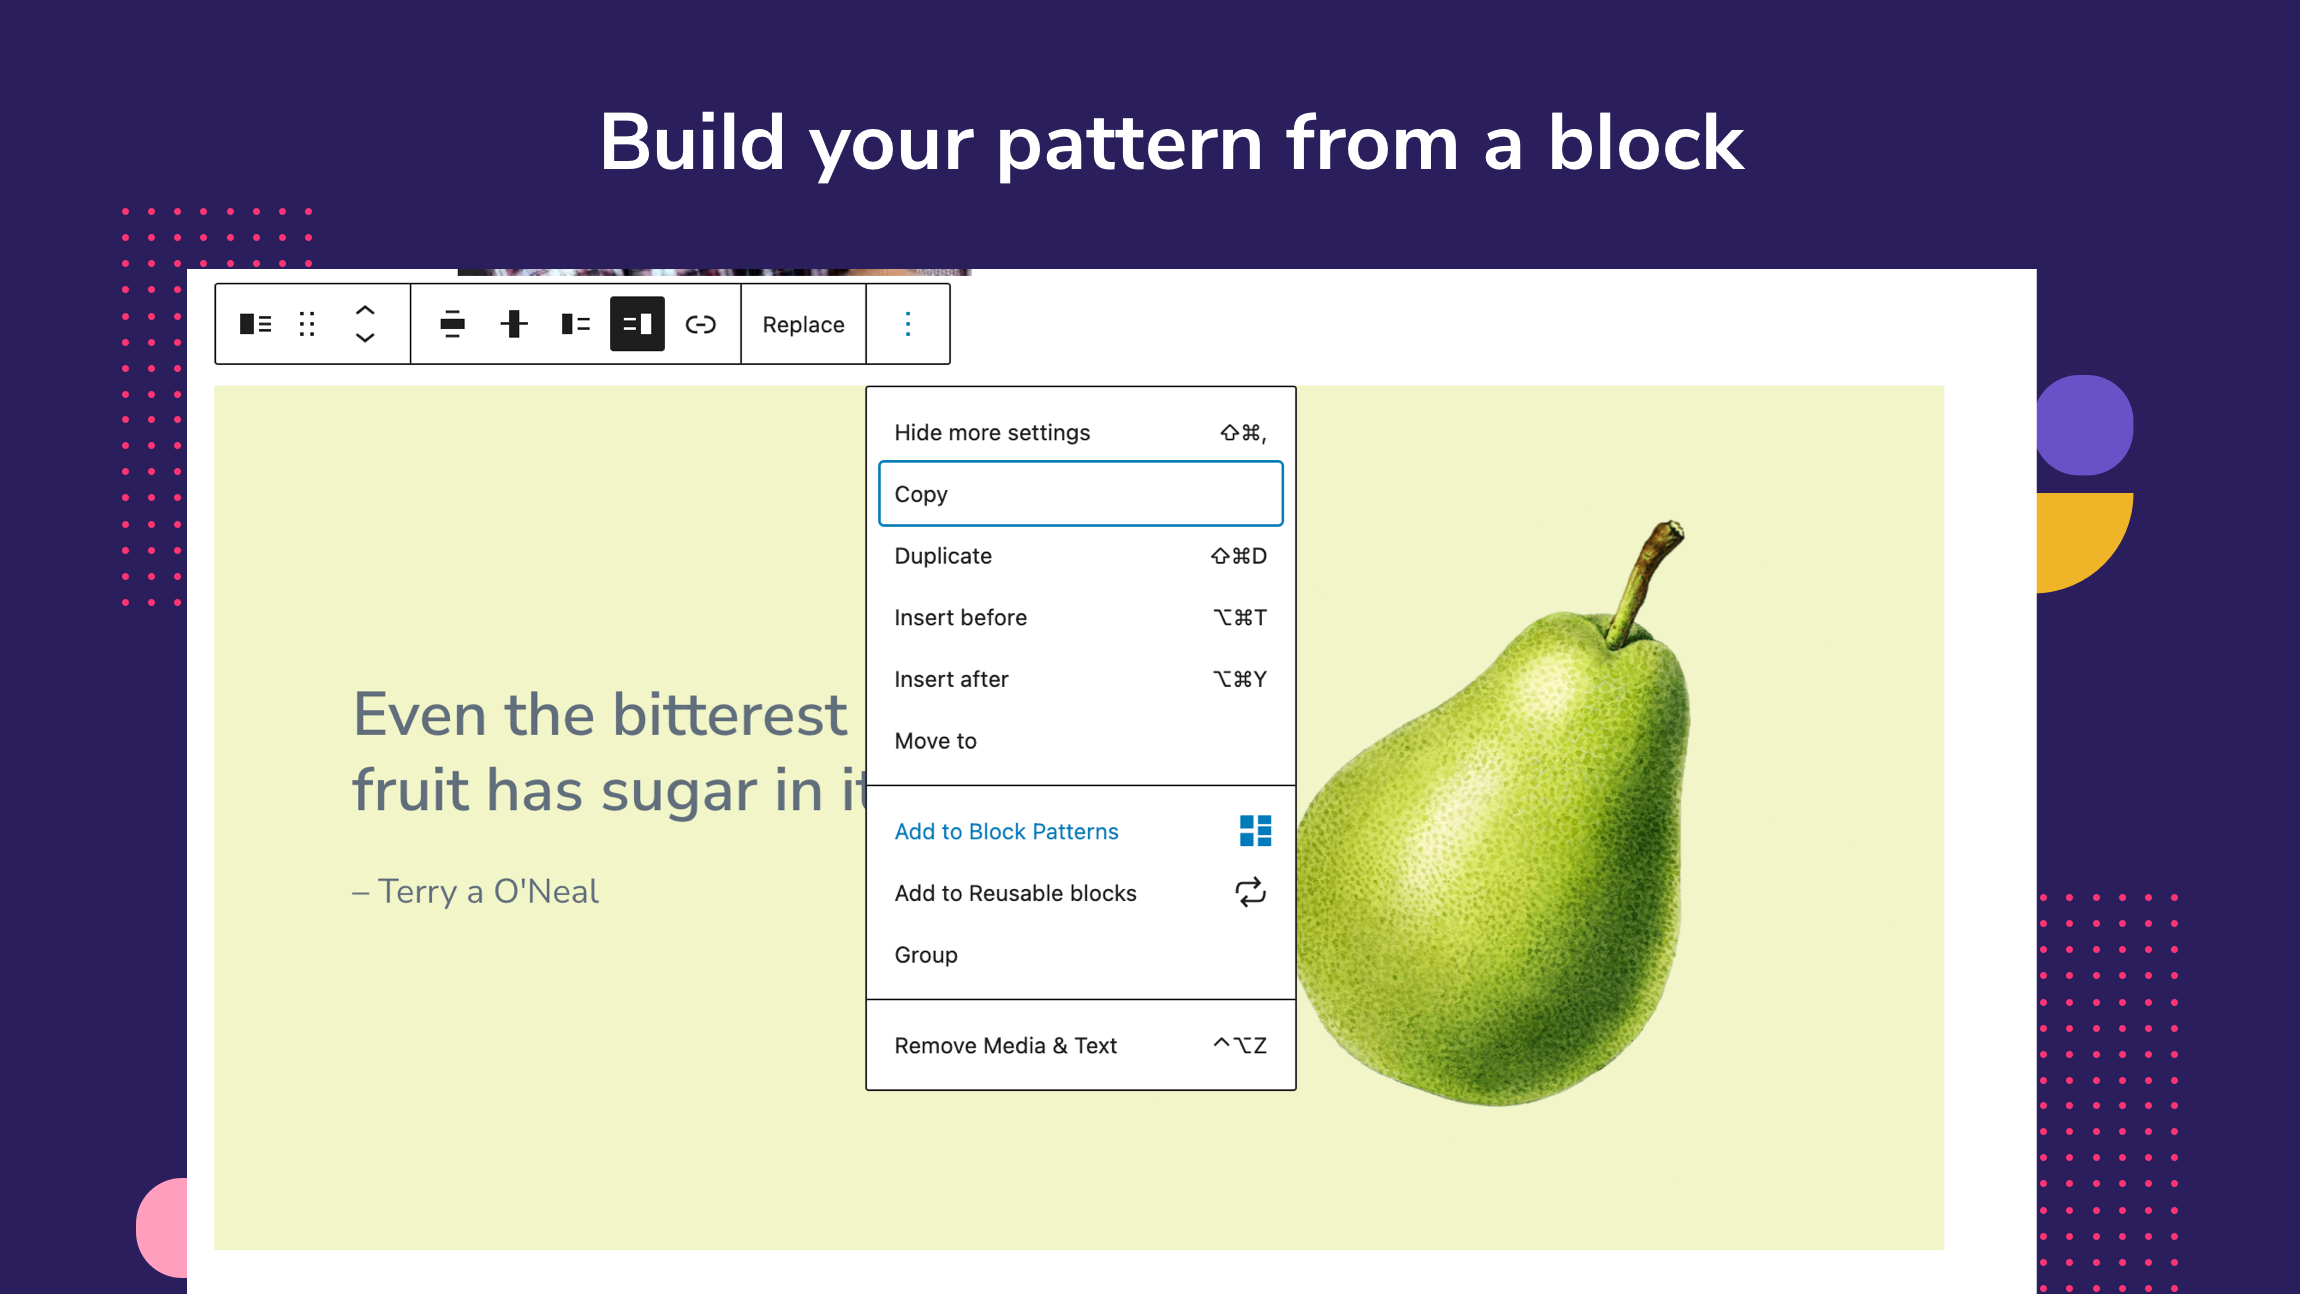 Build your pattern from a block
Replace
Hide more settings ⇧⌘,
Copy
Duplicate ⇧⌘D
Insert before ⌥⌘T
Insert after ⌥⌘Y
Move to
Add to Block Patterns
Add to Reusable blocks
Group
Remove Media & Text ^⌥Z
Even the bitterest
fruit has sugar in it
– Terry a O'Neal